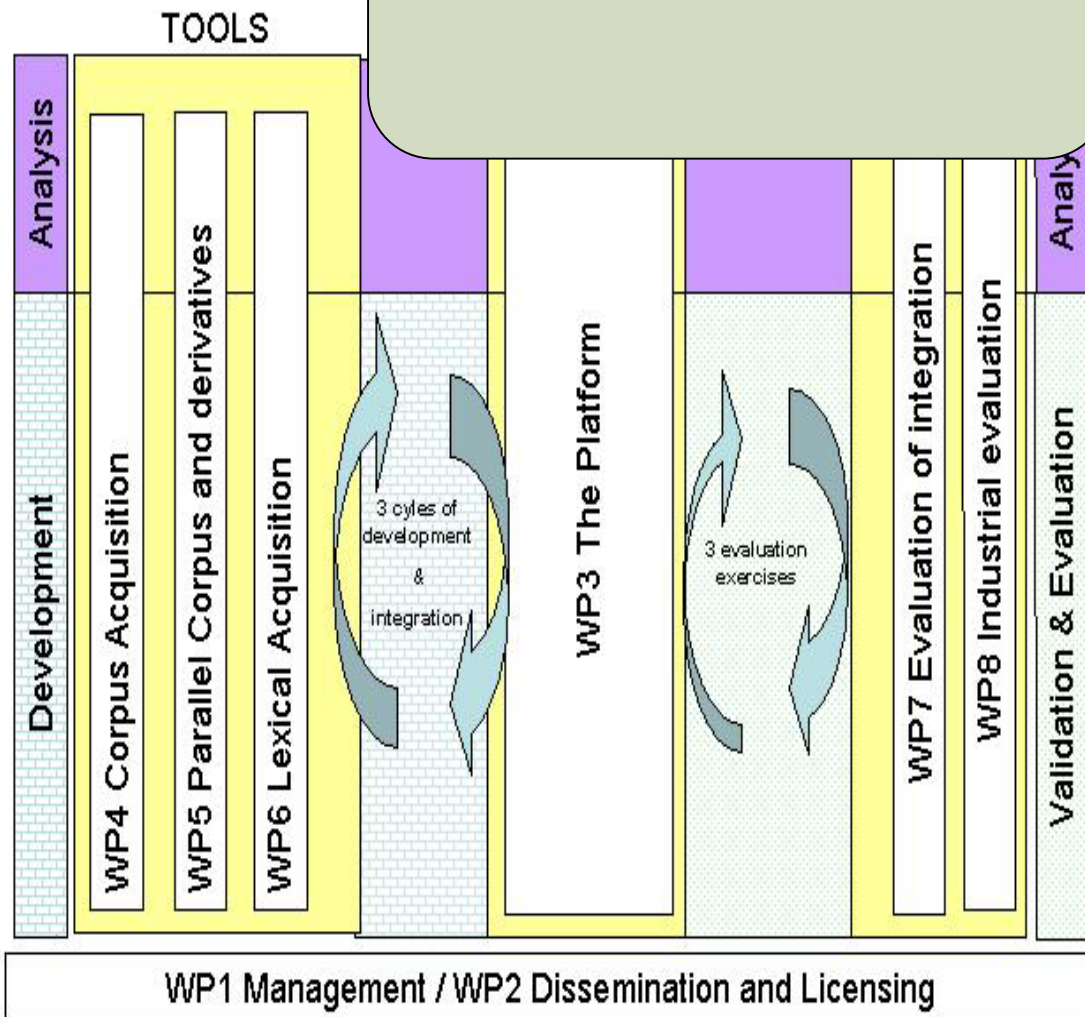 TOOLS
Analysis
Development
WP4 Corpus Acquisition
WP5 Parallel Corpus and derivatives
WP6 Lexical Acquisition
3 cyles of
development
&
integration
WP3 The Platform
3 evaluation
exercises
WP7 Evaluation of integration
WP8 Industrial evaluation
Analy
Validation & Evaluation
WP1 Management / WP2 Dissemination and Licensing